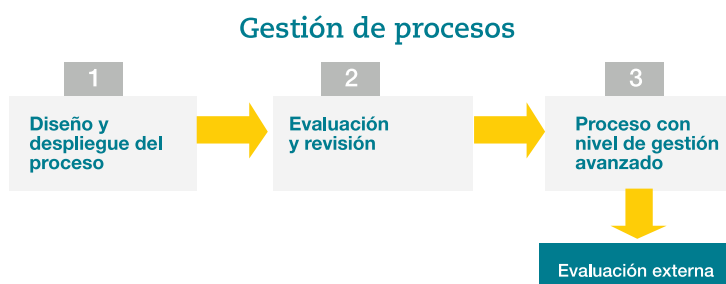 Gestión de procesos
1
Diseño y
despliegue del
proceso
2
Evaluación
y revisión
3
Proceso con
nivel de gestión
avanzado
Evaluación externa